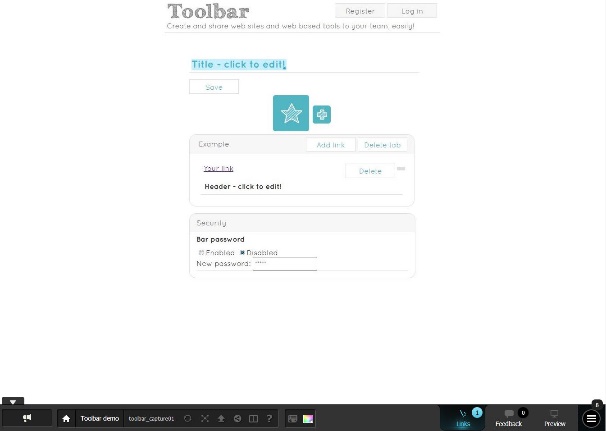 Toolbar
Register
Log in
Create and share web sites and web based tools to your team, easily!
Title - click to edit!
Save
Example
Add link
Delete tab
Your link
Delete
Header - click to edit!
Security
Bar password
Enabled Disabled
New password: *****
6
Toolbar demo
toolbar_capture01
?
1
0
Links
Feedback
Preview